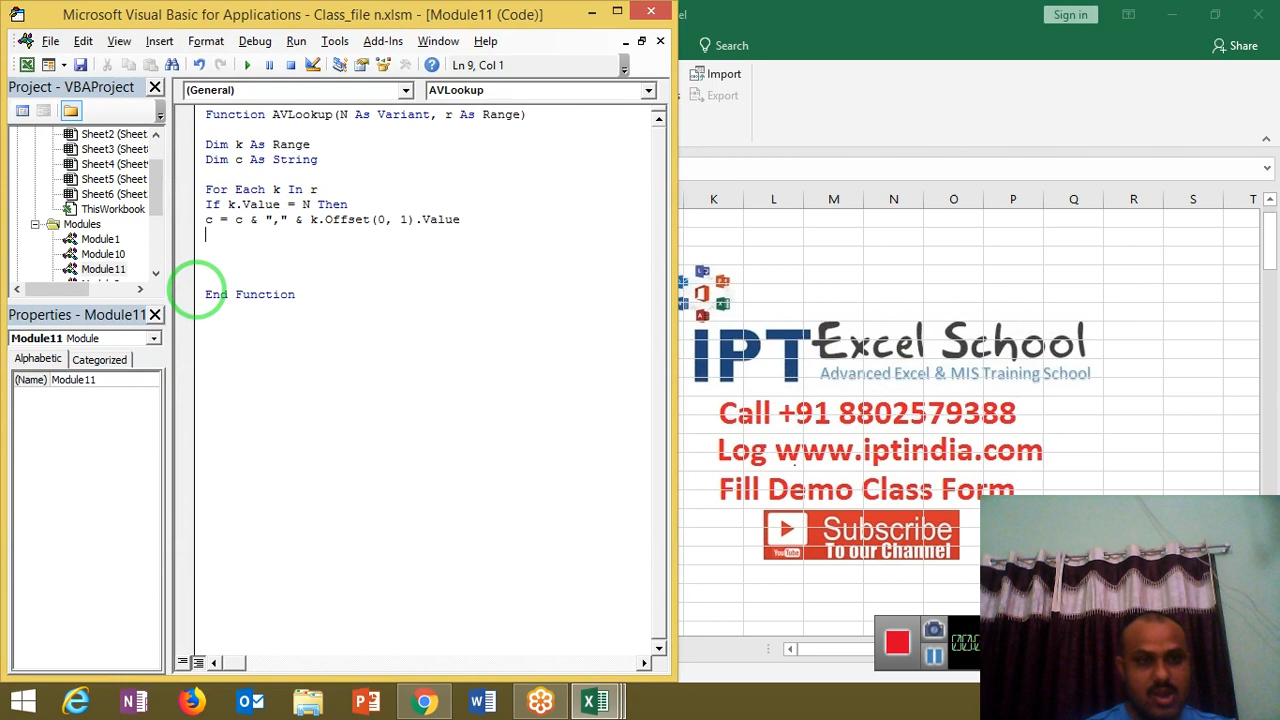 Microsoft Visual Basic for Applications - Class_file n.xlsm - [Module11 (Code)]
File Edit View Insert Format Debug Run Tools Add-Ins Window Help
Ln 9, Col 1
Project - VBAProject
Sheet2 (Sheet
Sheet3 (Sheet
Sheet4 (Sheet
Sheet5 (Sheet
Sheet6 (Sheet
ThisWorkbook
Modules
Module1
Module10
Module11
Properties - Module11
Module11 Module
Alphabetic Categorized
(Name) Module11
(General)
AVLookup
Function AVLookup(N As Variant, r As Range)
Dim k As Range
Dim c As String
For Each k In r
If k.Value = N Then
c = c & "," & k.Offset(0, 1).Value
End Function
Sign in
Search
Share
Import
Export
K L M N O P Q R S T
IPT Excel School
Advanced Excel & MIS Training School
Call +91 8802579388
Log www.iptindia.com
Fill Demo Class Form
Subscribe
YouTube To our Channel